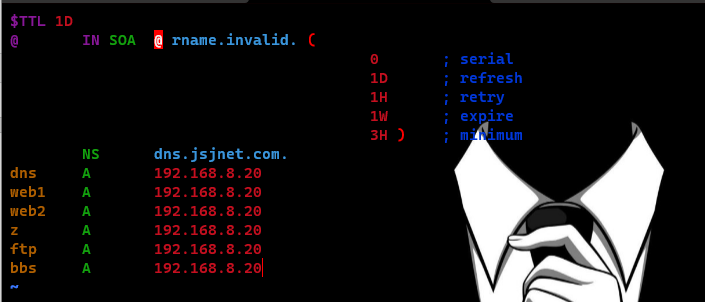 $TTL 1D
@ IN SOA @ rname.invalid. (
0 ; serial
1D ; refresh
1H ; retry
1W ; expire
3H ) ; minimum
NS dns.jsjnet.com.
dns A 192.168.8.20
web1 A 192.168.8.20
web2 A 192.168.8.20
z A 192.168.8.20
ftp A 192.168.8.20
bbs A 192.168.8.20
~